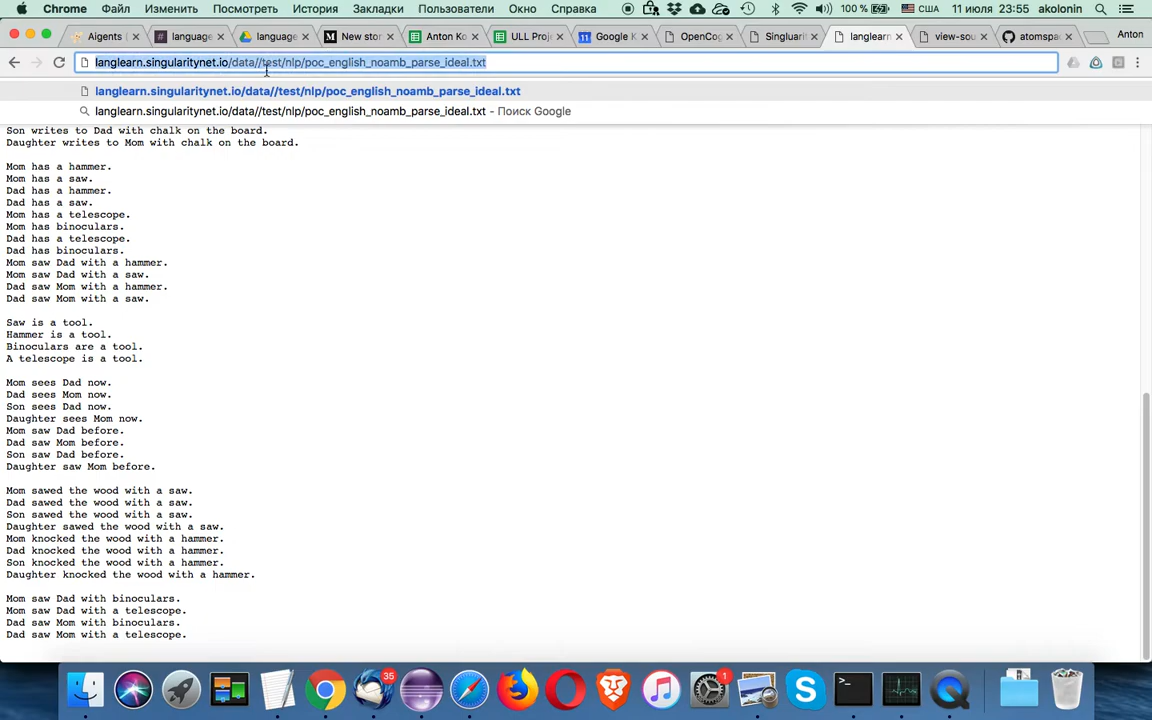 Chrome Файл Изменить Посмотреть История Закладки Пользователи Окно Справка 100 % США 11 июля 23:55 akolonin
Aigents language language New stor Anton Ko ULL Proje Google K OpenCog Singluarit langlearn view-sou atomspa Anton
langlearn.singularitynet.io/data//test/nlp/poc_english_noamb_parse_ideal.txt
langlearn.singularitynet.io/data//test/nlp/poc_english_noamb_parse_ideal.txt
langlearn.singularitynet.io/data//test/nlp/poc_english_noamb_parse_ideal.txt - Поиск Google
Son writes to Dad with chalk on the board.
Daughter writes to Mom with chalk on the board.
Mom has a hammer.
Mom has a saw.
Dad has a hammer.
Dad has a saw.
Mom has a telescope.
Mom has binoculars.
Dad has a telescope.
Dad has binoculars.
Mom saw Dad with a hammer.
Mom saw Dad with a saw.
Dad saw Mom with a hammer.
Dad saw Mom with a saw.
Saw is a tool.
Hammer is a tool.
Binoculars are a tool.
A telescope is a tool.
Mom sees Dad now.
Dad sees Mom now.
Son sees Dad now.
Daughter sees Mom now.
Mom saw Dad before.
Dad saw Mom before.
Son saw Dad before.
Daughter saw Mom before.
Mom sawed the wood with a saw.
Dad sawed the wood with a saw.
Son sawed the wood with a saw.
Daughter sawed the wood with a saw.
Mom knocked the wood with a hammer.
Dad knocked the wood with a hammer.
Son knocked the wood with a hammer.
Daughter knocked the wood with a hammer.
Mom saw Dad with binoculars.
Mom saw Dad with a telescope.
Dad saw Mom with binoculars.
Dad saw Mom with a telescope.
35
1